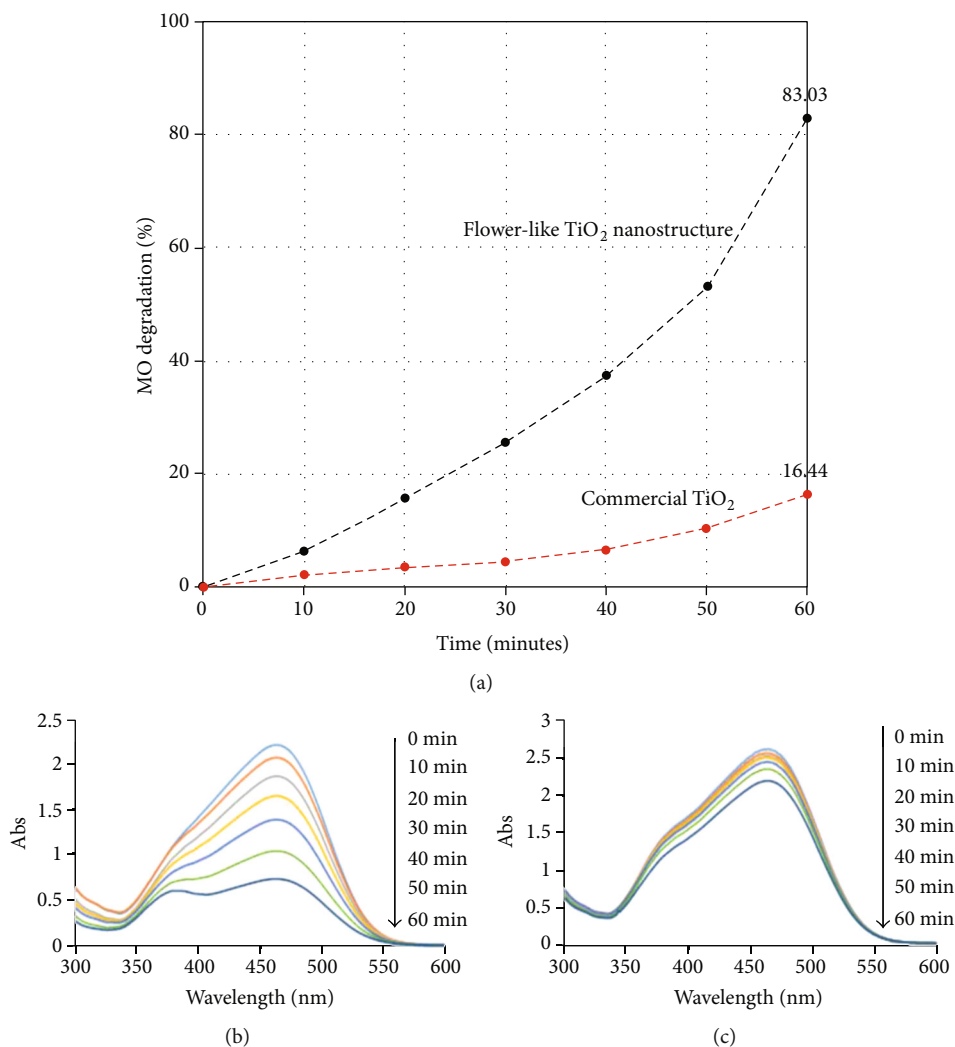 100
80
60
40
20
0
MO degradation (%)
83.03
Flower-like TiO₂ nanostructure
16.44
Commercial TiO₂
0 10 20 30 40 50 60
Time (minutes)
(a)
2.5
2
1.5
1
0.5
0
Abs
0 min
10 min
20 min
30 min
40 min
50 min
60 min
300 350 400 450 500 550 600
Wavelength (nm)
(b)
3
2.5
2
1.5
1
0.5
0
Abs
0 min
10 min
20 min
30 min
40 min
50 min
60 min
300 350 400 450 500 550 600
Wavelength (nm)
(c)